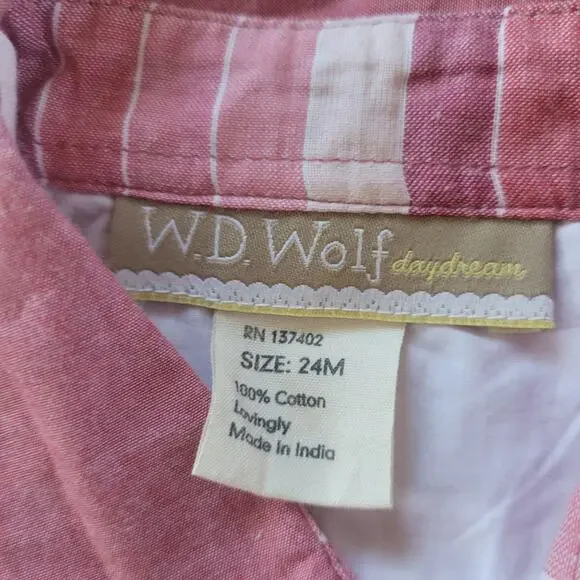 W.D. Wolf daydream
RN 137402
SIZE: 24M
100% Cotton
Lovingly
Made In India